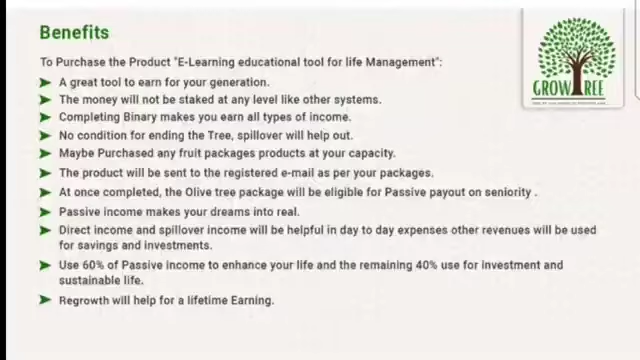 Benefits
To Purchase the Product "E-Learning educational tool for life Management":
A great tool to earn for your generation.
The money will not be staked at any level like other systems.
Completing Binary makes you earn all types of income.
No condition for ending the Tree, spillover will help out.
Maybe Purchased any fruit packages products at your capacity.
The product will be sent to the registered e-mail as per your packages.
At once completed, the Olive tree package will be eligible for Passive payout on seniority .
Passive income makes your dreams into real.
Direct income and spillover income will be helpful in day to day expenses other revenues will be used
for savings and investments.
Use 60% of Passive income to enhance your life and the remaining 40% use for investment and
sustainable life.
Regrowth will help for a lifetime Earning.
GROW TREE